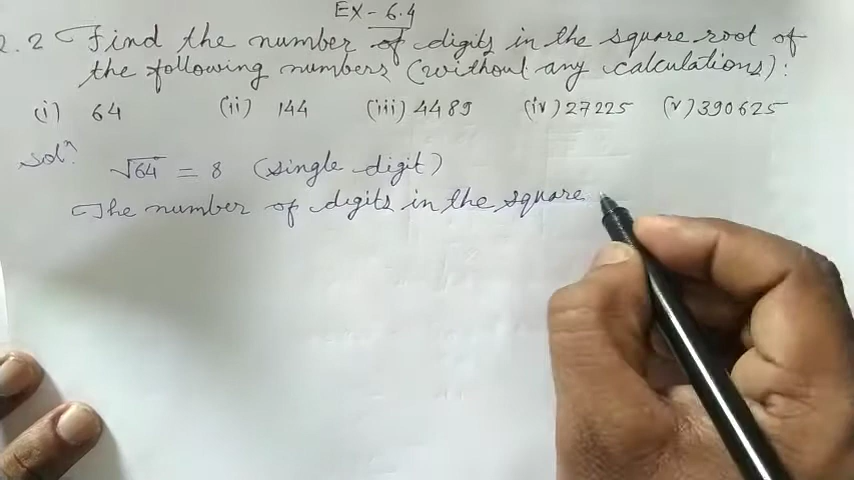 Ex-6.4
2.2 Find the number of digits in the square root of
the following numbers (without any calculations):
(i) 64 (ii) 144 (iii) 4489 (iv) 27225 (v) 390625
Solⁿ.
√64 = 8 (single digit)
The number of digits in the square